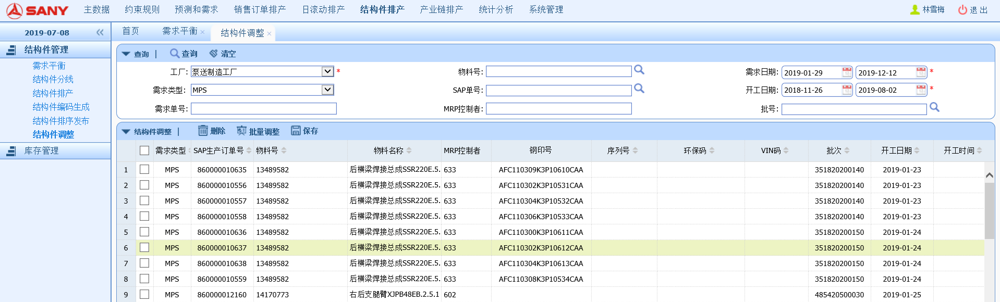 SANY 主数据 约束规则 预测和需求 销售订单排产 日滚动排产 结构件排产 产业链排产 统计分析 系统管理 林雪梅 退 出
2019-07-08 «
首页 需求平衡 × 结构件调整 ×
结构件管理
需求平衡
结构件分线
结构件排产
结构件编码生成
结构件排序发布
结构件调整
库存管理
查询 | 查询 清空
工厂: 泵送制造工厂 * 物料号: 需求日期: 2019-01-29 2019-12-12 *
需求类型: MPS SAP单号: 开工日期: 2018-11-26 2019-08-02 *
需求单号: MRP控制者: 批号:
结构件调整 | 删除 批量调整 保存
需求类型 SAP生产订单号 物料号 物料名称 MRP控制者 钢印号 序列号 环保码 VIN码 批次 开工日期 开工时间
1 MPS 860000010635 13489582 后横梁焊接总成SSR220E.5. 633 AFC110309K3P10610CAA 351820200140 2019-01-23
2 MPS 860000010556 13489582 后横梁焊接总成SSR220E.5. 633 AFC110302K3P10531CAA 351820200140 2019-01-23
3 MPS 860000010557 13489582 后横梁焊接总成SSR220E.5. 633 AFC110304K3P10532CAA 351820200140 2019-01-23
4 MPS 860000010558 13489582 后横梁焊接总成SSR220E.5. 633 AFC110306K3P10533CAA 351820200140 2019-01-23
5 MPS 860000010636 13489582 后横梁焊接总成SSR220E.5. 633 AFC110300K3P10611CAA 351820200150 2019-01-24
6 MPS 860000010637 13489582 后横梁焊接总成SSR220E.5. 633 AFC110302K3P10612CAA 351820200150 2019-01-24
7 MPS 860000010638 13489582 后横梁焊接总成SSR220E.5. 633 AFC110304K3P10613CAA 351820200150 2019-01-24
8 MPS 860000010559 13489582 后横梁焊接总成SSR220E.5. 633 AFC110308K3P10534CAA 351820200150 2019-01-24
9 MPS 860000012160 14170773 右后支腿臂XJPB48EB.2.5.1 602 485420500030 2019-01-25